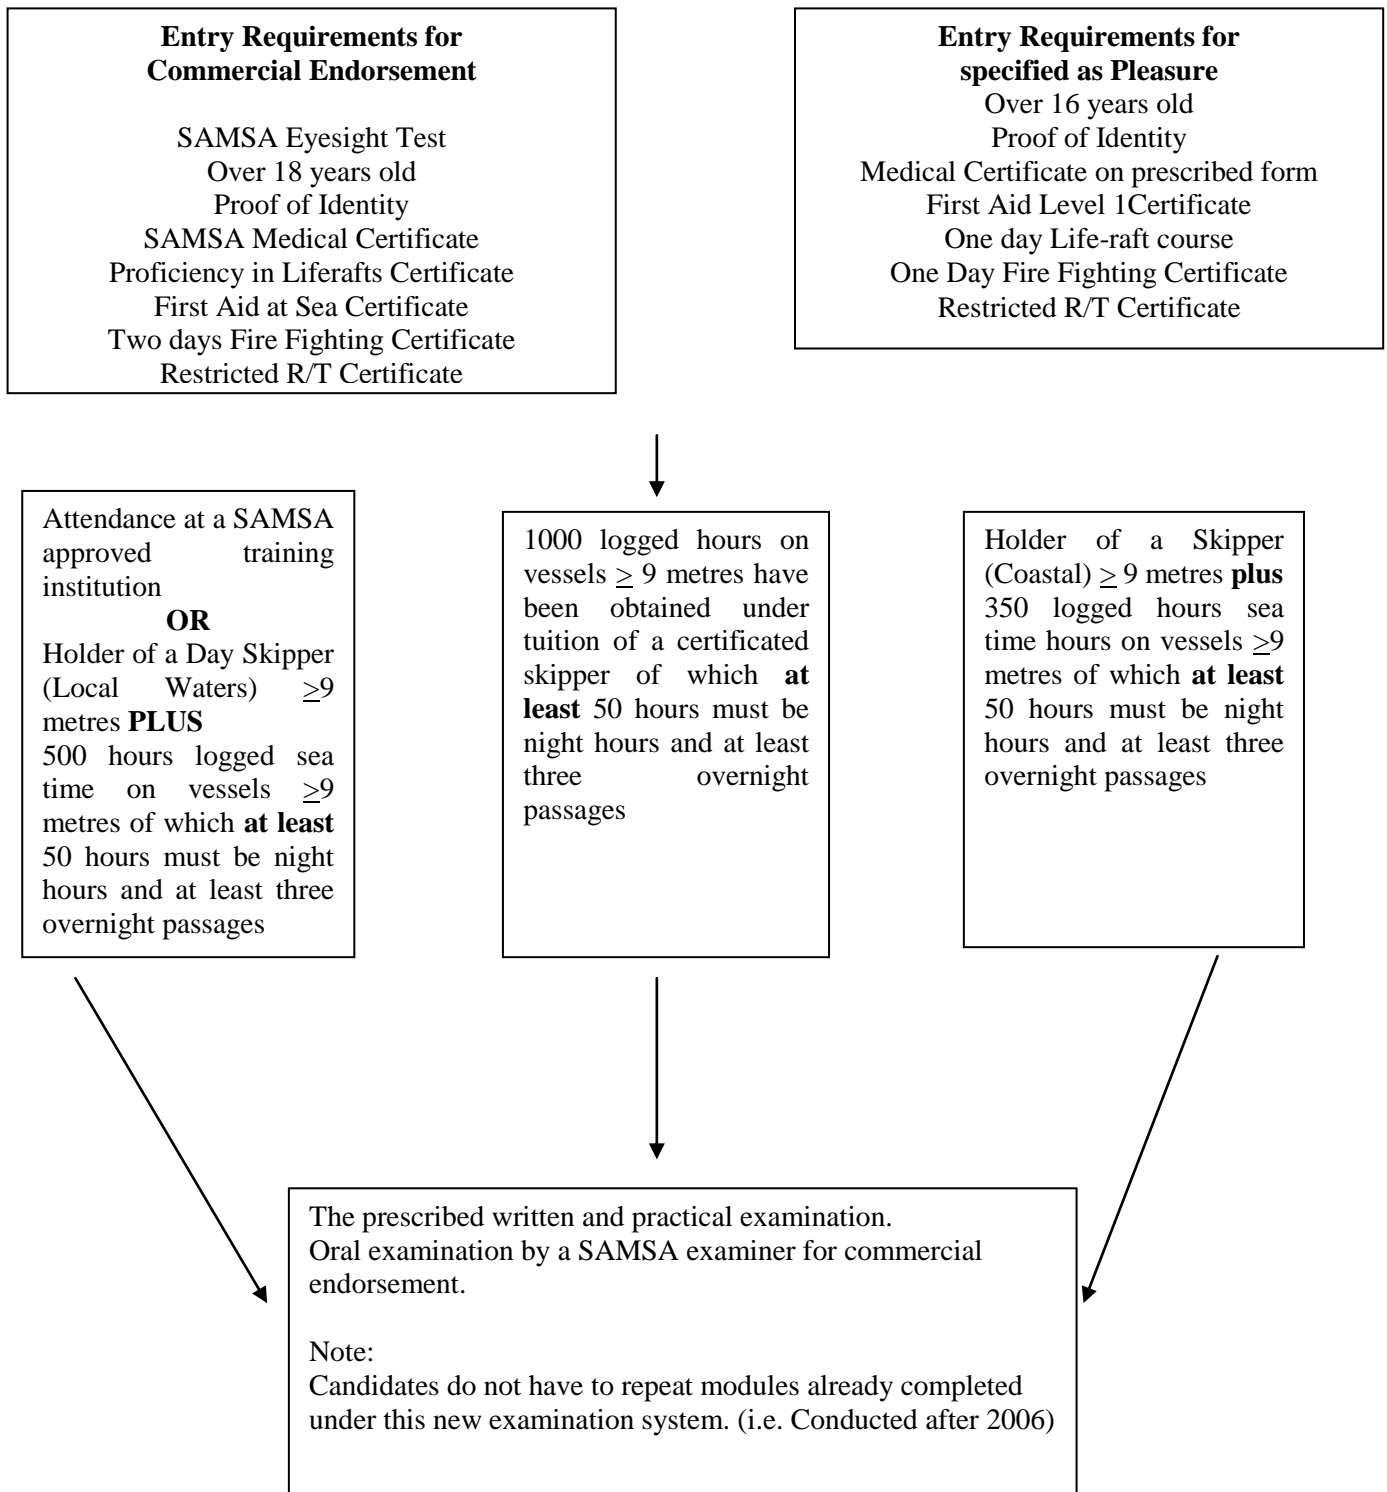 Entry Requirements for
Commercial Endorsement
SAMSA Eyesight Test
Over 18 years old
Proof of Identity
SAMSA Medical Certificate
Proficiency in Liferafts Certificate
First Aid at Sea Certificate
Two days Fire Fighting Certificate
Restricted R/T Certificate
Entry Requirements for
specified as Pleasure
Over 16 years old
Proof of Identity
Medical Certificate on prescribed form
First Aid Level 1Certificate
One day Life-raft course
One Day Fire Fighting Certificate
Restricted R/T Certificate
Attendance at a SAMSA
approved training
institution
OR
Holder of a Day Skipper
(Local Waters) ≥9
metres PLUS
500 hours logged sea
time on vessels ≥9
metres of which at least
50 hours must be night
hours and at least three
overnight passages
1000 logged hours on
vessels ≥ 9 metres have
been obtained under
tuition of a certificated
skipper of which at
least 50 hours must be
night hours and at least
three overnight
passages
Holder of a Skipper
(Coastal) ≥ 9 metres plus
350 logged hours sea
time hours on vessels ≥9
metres of which at least
50 hours must be night
hours and at least three
overnight passages
The prescribed written and practical examination.
Oral examination by a SAMSA examiner for commercial
endorsement.
Note:
Candidates do not have to repeat modules already completed
under this new examination system. (i.e. Conducted after 2006)